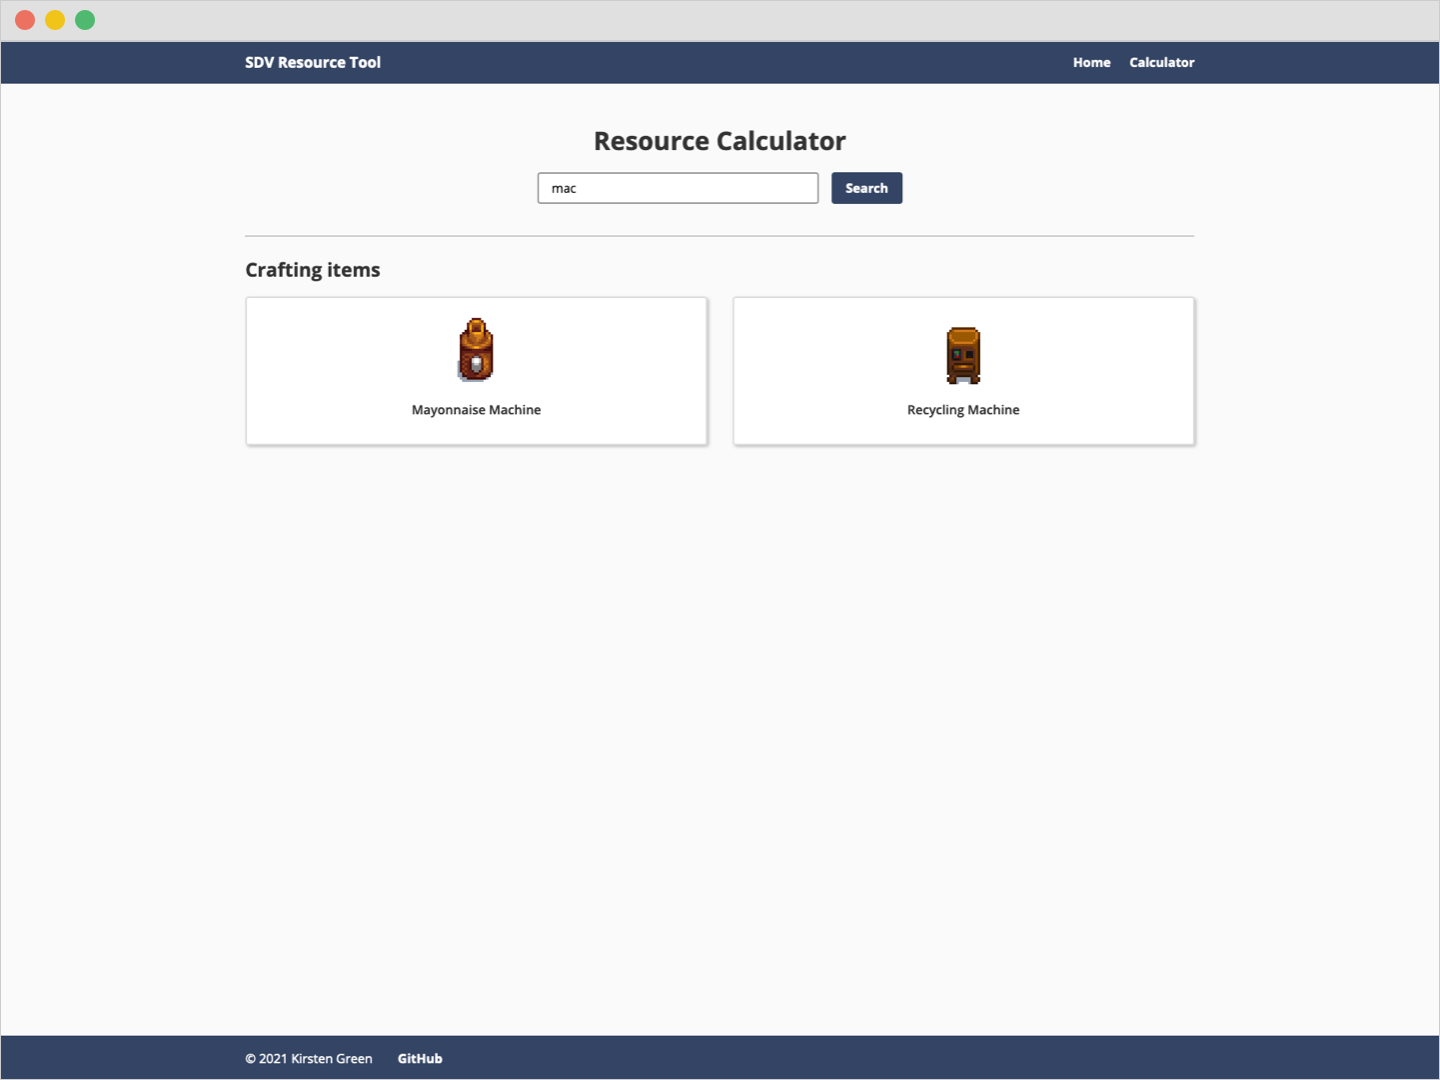 SDV Resource Tool
Home
Calculator
Resource Calculator
mac
Search
Crafting items
Mayonnaise Machine
Recycling Machine
© 2021 Kirsten Green
GitHub